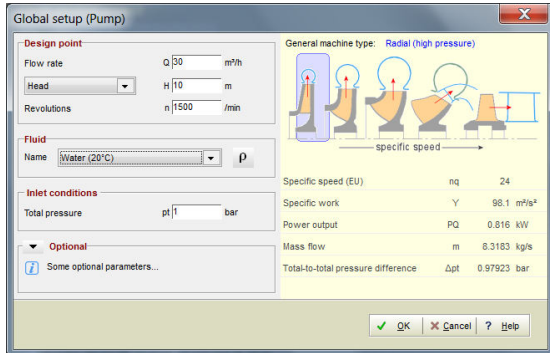 Global setup (Pump)
Design point
Flow rate Q 30 m³/h
Head H 10 m
Revolutions n 1500 /min
Fluid
Name Water (20°C) ρ
Inlet conditions
Total pressure pt 1 bar
Optional
Some optional parameters...
General machine type: Radial (high pressure)
specific speed
Specific speed (EU) nq 24
Specific work Y 98.1 m²/s²
Power output PQ 0.816 kW
Mass flow m 8.3183 kg/s
Total-to-total pressure difference Δpt 0.97923 bar
OK Cancel ? Help